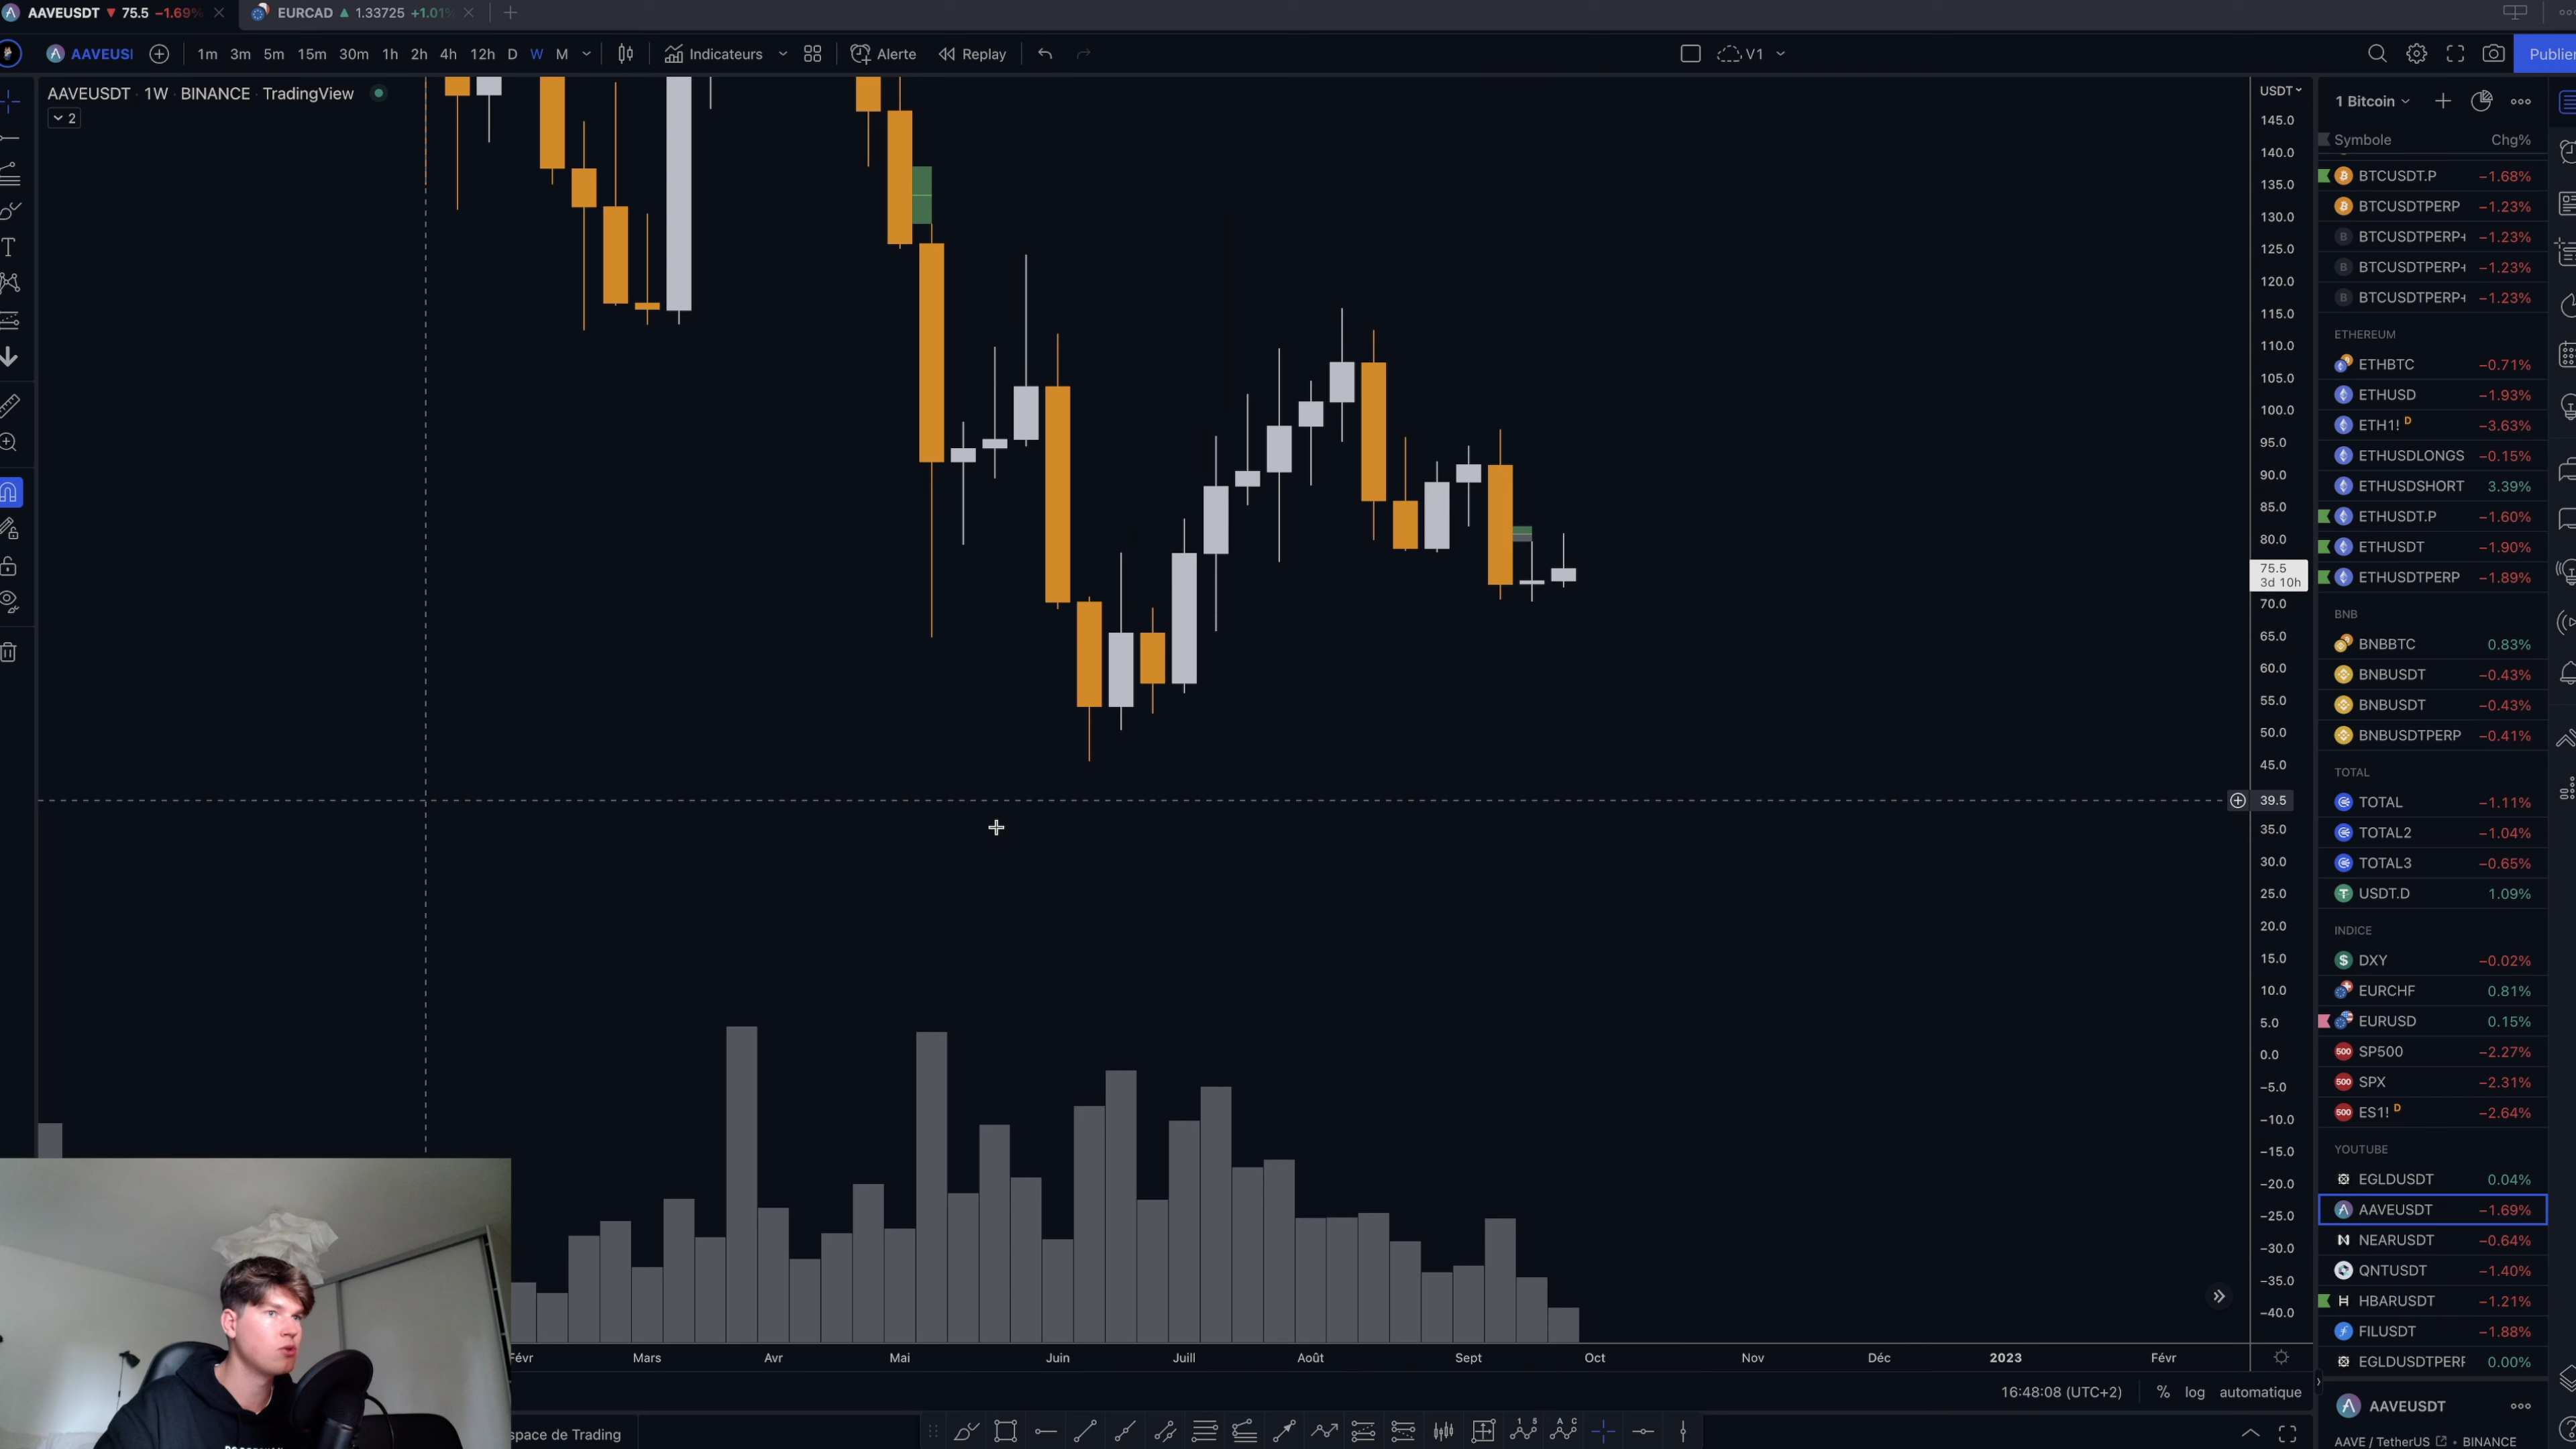 AAVEUSDT ▼ 75.5 −1.69%
EURCAD ▲ 1.33725 +1.01%
AAVEUSI
1m 3m 5m 15m 30m 1h 2h 4h 12h D W M
Indicateurs
Alerte
Replay
V1
Publier
AAVEUSDT · 1W · BINANCE · TradingView
2
USDT
145.0
140.0
135.0
130.0
125.0
120.0
115.0
110.0
105.0
100.0
95.0
90.0
85.0
80.0
75.5
3d 10h
70.0
65.0
60.0
55.0
50.0
45.0
39.5
35.0
30.0
25.0
20.0
15.0
10.0
5.0
0.0
−5.0
−10.0
−15.0
−20.0
−25.0
−30.0
−35.0
−40.0
Févr Mars Avr Mai Juin Juill Août Sept Oct Nov Déc 2023 Févr
16:48:08 (UTC+2) % log automatique
space de Trading
1 Bitcoin
Symbole Chg%
BTCUSDT.P −1.68%
BTCUSDTPERP −1.23%
BTCUSDTPERP −1.23%
BTCUSDTPERP −1.23%
BTCUSDTPERP −1.23%
ETHEREUM
ETHBTC −0.71%
ETHUSD −1.93%
ETH1! D −3.63%
ETHUSDLONGS −0.15%
ETHUSDSHORT 3.39%
ETHUSDT.P −1.60%
ETHUSDT −1.90%
ETHUSDTPERP −1.89%
BNB
BNBBTC 0.83%
BNBUSDT −0.43%
BNBUSDT −0.43%
BNBUSDTPERP −0.41%
TOTAL
TOTAL −1.11%
TOTAL2 −1.04%
TOTAL3 −0.65%
USDT.D 1.09%
INDICE
DXY −0.02%
EURCHF 0.81%
EURUSD 0.15%
SP500 −2.27%
SPX −2.31%
ES1! D −2.64%
YOUTUBE
EGLDUSDT 0.04%
AAVEUSDT −1.69%
NEARUSDT −0.64%
QNTUSDT −1.40%
HBARUSDT −1.21%
FILUSDT −1.88%
EGLDUSDTPERF 0.00%
AAVEUSDT
AAVE / TetherUS · BINANCE